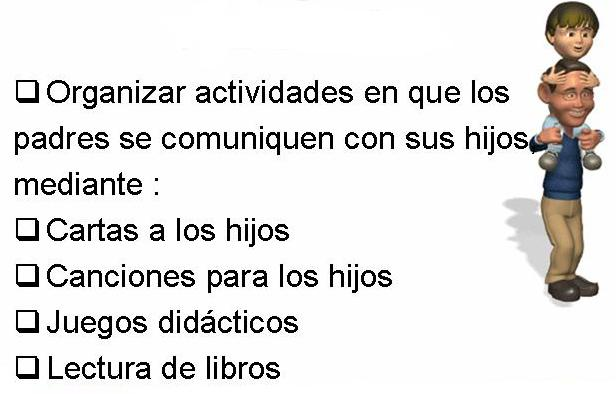 ❑ Organizar actividades en que los
padres se comuniquen con sus hijos
mediante :
❑ Cartas a los hijos
❑ Canciones para los hijos
❑ Juegos didácticos
❑ Lectura de libros